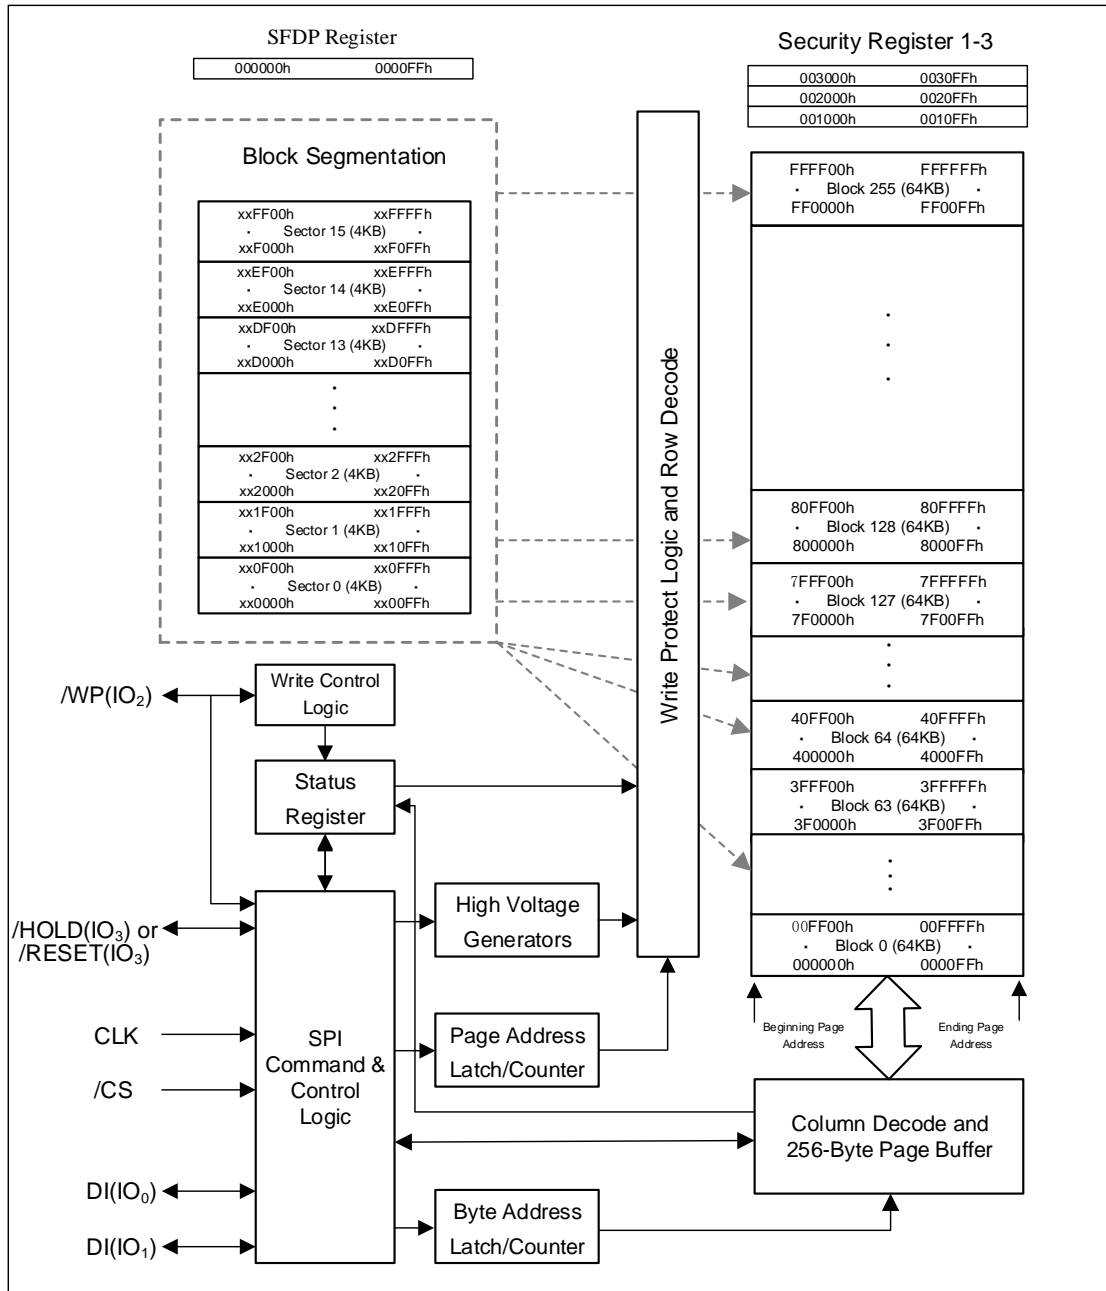 SFDP Register
000000h 0000FFh
Security Register 1-3
003000h 0030FFh
002000h 0020FFh
001000h 0010FFh
Block Segmentation
xxFF00h xxFFFFh
· Sector 15 (4KB) ·
xxF000h xxF0FFh
xxEF00h xxEFFFh
· Sector 14 (4KB) ·
xxE000h xxE0FFh
xxDF00h xxDFFFh
· Sector 13 (4KB) ·
xxD000h xxD0FFh
xx2F00h xx2FFFh
· Sector 2 (4KB) ·
xx2000h xx20FFh
xx1F00h xx1FFFh
· Sector 1 (4KB) ·
xx1000h xx10FFh
xx0F00h xx0FFFh
· Sector 0 (4KB) ·
xx0000h xx00FFh
Write Protect Logic and Row Decode
FFFF00h FFFFFFh
· Block 255 (64KB) ·
FF0000h FF00FFh
80FF00h 80FFFFh
· Block 128 (64KB) ·
800000h 8000FFh
7FFF00h 7FFFFFh
· Block 127 (64KB) ·
7F0000h 7F00FFh
40FF00h 40FFFFh
· Block 64 (64KB) ·
400000h 4000FFh
3FFF00h 3FFFFFh
· Block 63 (64KB) ·
3F0000h 3F00FFh
00FF00h 00FFFFh
· Block 0 (64KB) ·
000000h 0000FFh
Beginning Page
Address
Ending Page
Address
/WP(IO2)
Write Control
Logic
Status
Register
/HOLD(IO3) or
/RESET(IO3)
CLK
/CS
DI(IO0)
DI(IO1)
SPI
Command &
Control
Logic
High Voltage
Generators
Page Address
Latch/Counter
Byte Address
Latch/Counter
Column Decode and
256-Byte Page Buffer